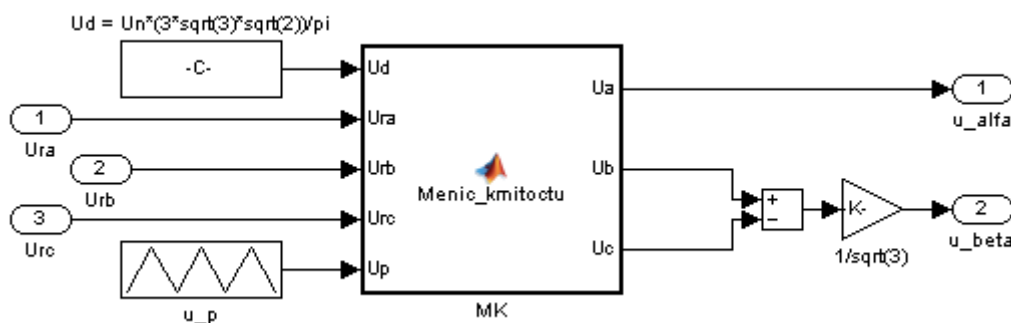 Ud = Un*(3*sqrt(3)*sqrt(2))/pi
-C-
Ud
Ua
1
u_alfa
1
Ura
Ura
2
Urb
Urb
Menic_kmitoctu
Ub
+
−
K-
1/sqrt(3)
2
u_beta
3
Urc
Urc
Uc
u_p
Up
MK